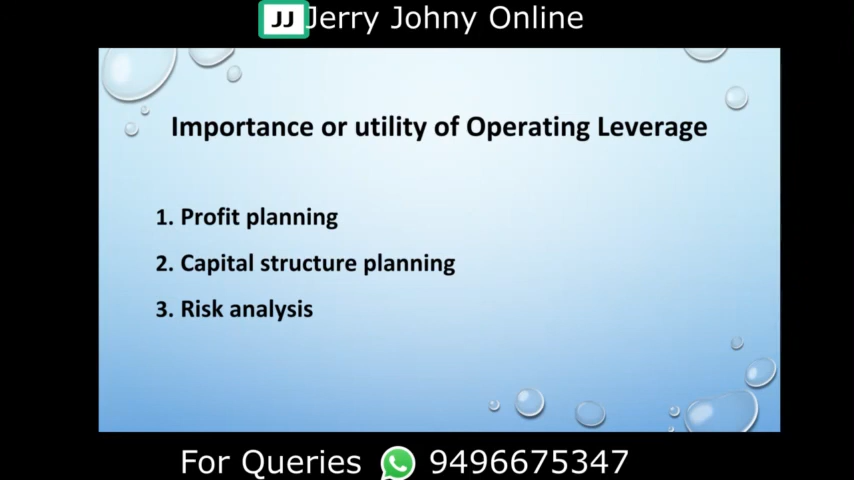 JJ Jerry Johny Online
Importance or utility of Operating Leverage
1. Profit planning
2. Capital structure planning
3. Risk analysis
For Queries 9496675347